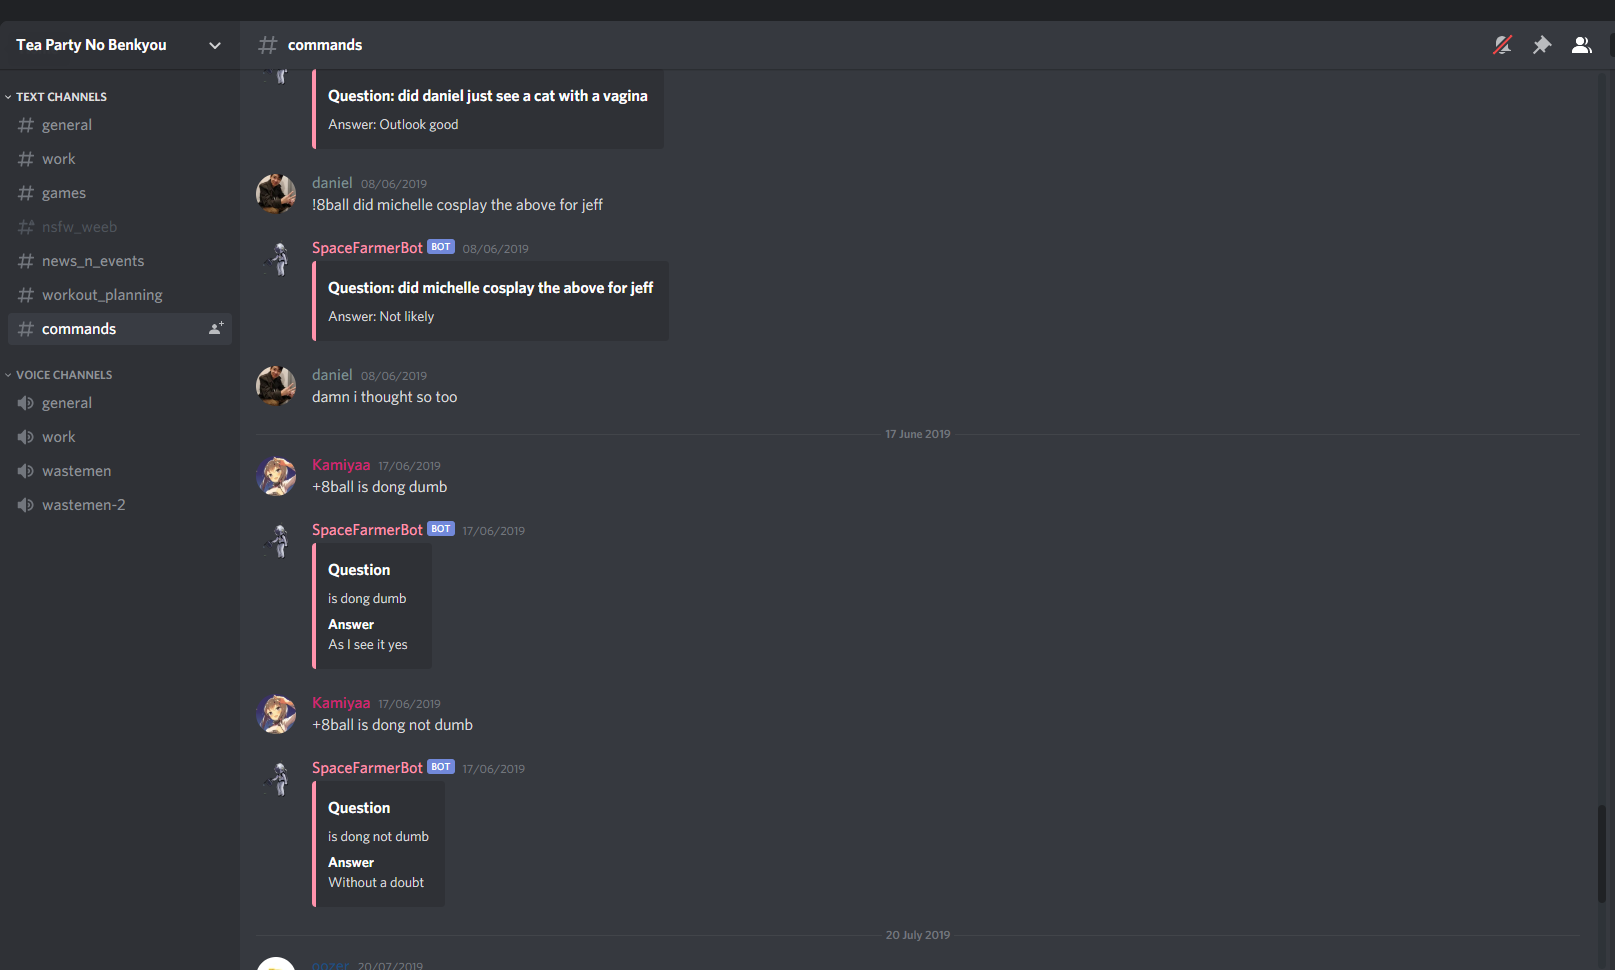 Tea Party No Benkyou
TEXT CHANNELS
general
work
games
nsfw_weeb
news_n_events
workout_planning
commands
VOICE CHANNELS
general
work
wastemen
wastemen-2
commands
Question: did daniel just see a cat with a vagina
Answer: Outlook good
daniel 08/06/2019
!8ball did michelle cosplay the above for jeff
SpaceFarmerBot BOT 08/06/2019
Question: did michelle cosplay the above for jeff
Answer: Not likely
daniel 08/06/2019
damn i thought so too
17 June 2019
Kamiyaa 17/06/2019
+8ball is dong dumb
SpaceFarmerBot BOT 17/06/2019
Question
is dong dumb
Answer
As I see it yes
Kamiyaa 17/06/2019
+8ball is dong not dumb
SpaceFarmerBot BOT 17/06/2019
Question
is dong not dumb
Answer
Without a doubt
20 July 2019
20/07/2019